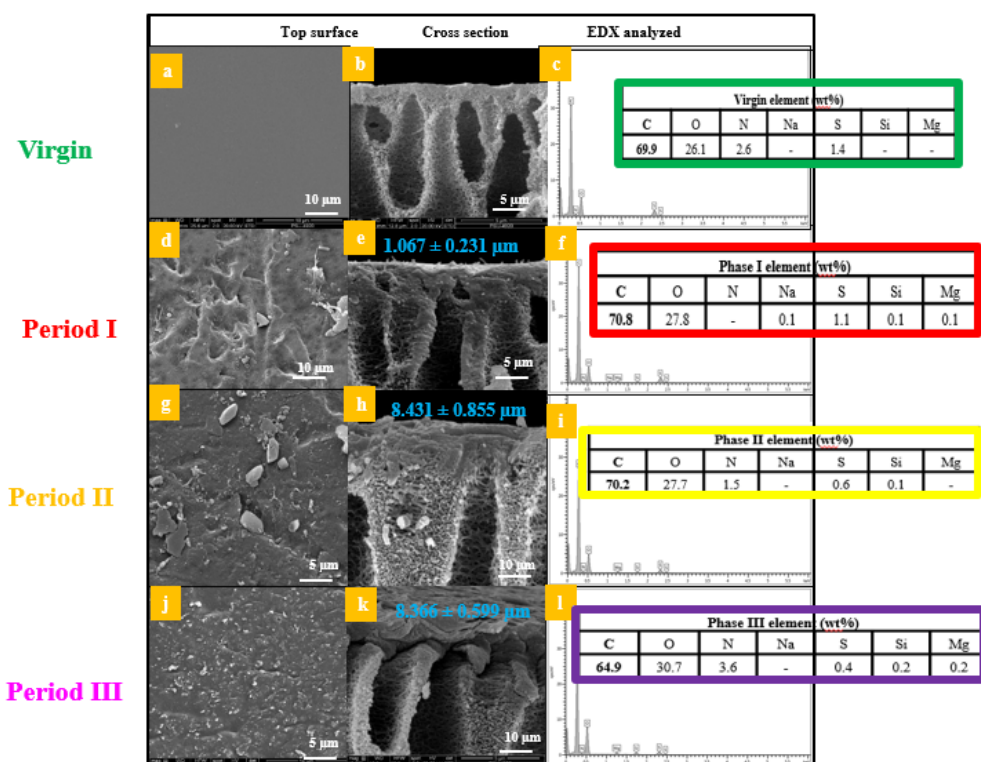 Top surface Cross section EDX analyzed
Virgin
a
10 µm
b
5 µm
c
Virgin element (wt%)
C O N Na S Si Mg
69.9 26.1 2.6 - 1.4 - -
Period I
d
10 µm
e
1.067 ± 0.231 µm
5 µm
f
Phase I element (wt%)
C O N Na S Si Mg
70.8 27.8 - 0.1 1.1 0.1 0.1
Period II
g
5 µm
h
8.431 ± 0.855 µm
10 µm
i
Phase II element (wt%)
C O N Na S Si Mg
70.2 27.7 1.5 - 0.6 0.1 -
Period III
j
5 µm
k
8.366 ± 0.599 µm
10 µm
l
Phase III element (wt%)
C O N Na S Si Mg
64.9 30.7 3.6 - 0.4 0.2 0.2